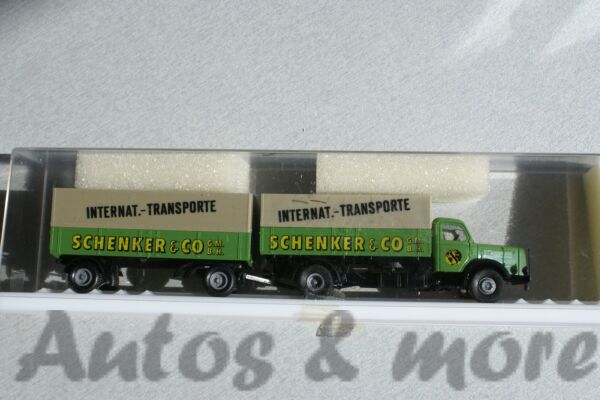 INTERNAT.-TRANSPORTE
SCHENKER & CO G.M.
B.H.
INTERNAT.-TRANSPORTE
SCHENKER & CO G.M.
B.H.
Autos & more